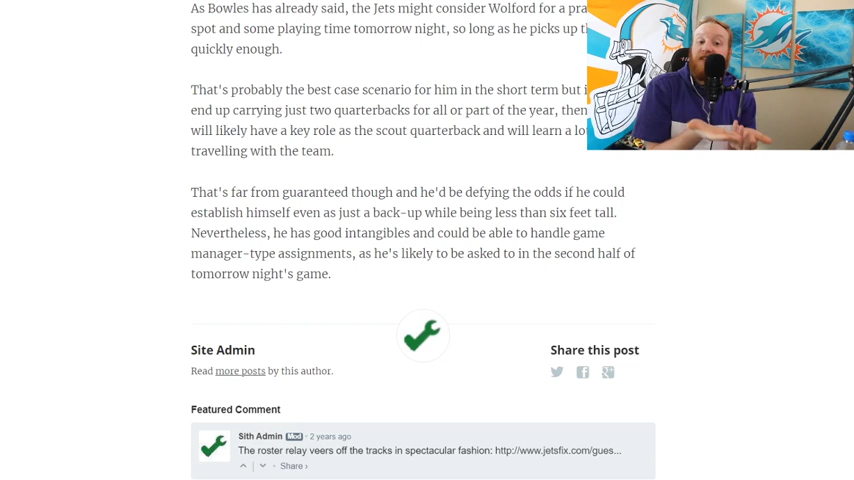 As Bowles has already said, the Jets might consider Wolford for a pra
spot and some playing time tomorrow night, so long as he picks up th
quickly enough.
That's probably the best case scenario for him in the short term but i
end up carrying just two quarterbacks for all or part of the year, then
will likely have a key role as the scout quarterback and will learn a lo
travelling with the team.
That's far from guaranteed though and he'd be defying the odds if he could
establish himself even as just a back-up while being less than six feet tall.
Nevertheless, he has good intangibles and could be able to handle game
manager-type assignments, as he's likely to be asked to in the second half of
tomorrow night's game.
Site Admin
Share this post
Read more posts by this author.
Featured Comment
Sith Admin Mod • 2 years ago
The roster relay veers off the tracks in spectacular fashion: http://www.jetsfix.com/gues...
Share ›